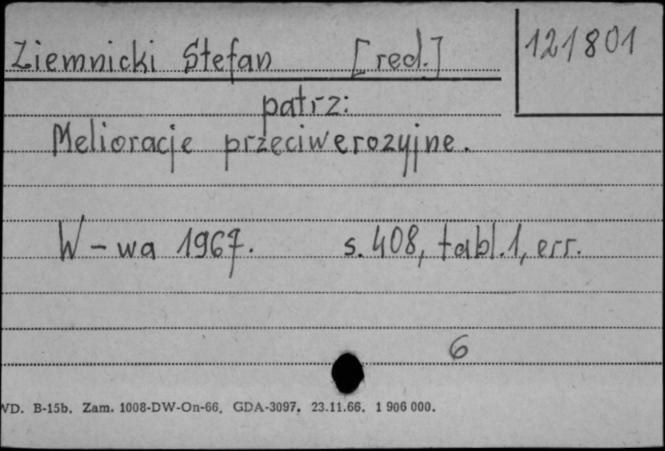 Ziemnicki Stefan [red.]
121801
patrz:
Melioracje przeciwerozyjne.
W-wa 1967. s. 408, tabl. 1, err.
6
WD. B-15b. Zam. 1008-DW-On-66. GDA-3097. 23.11.66. 1 906 000.